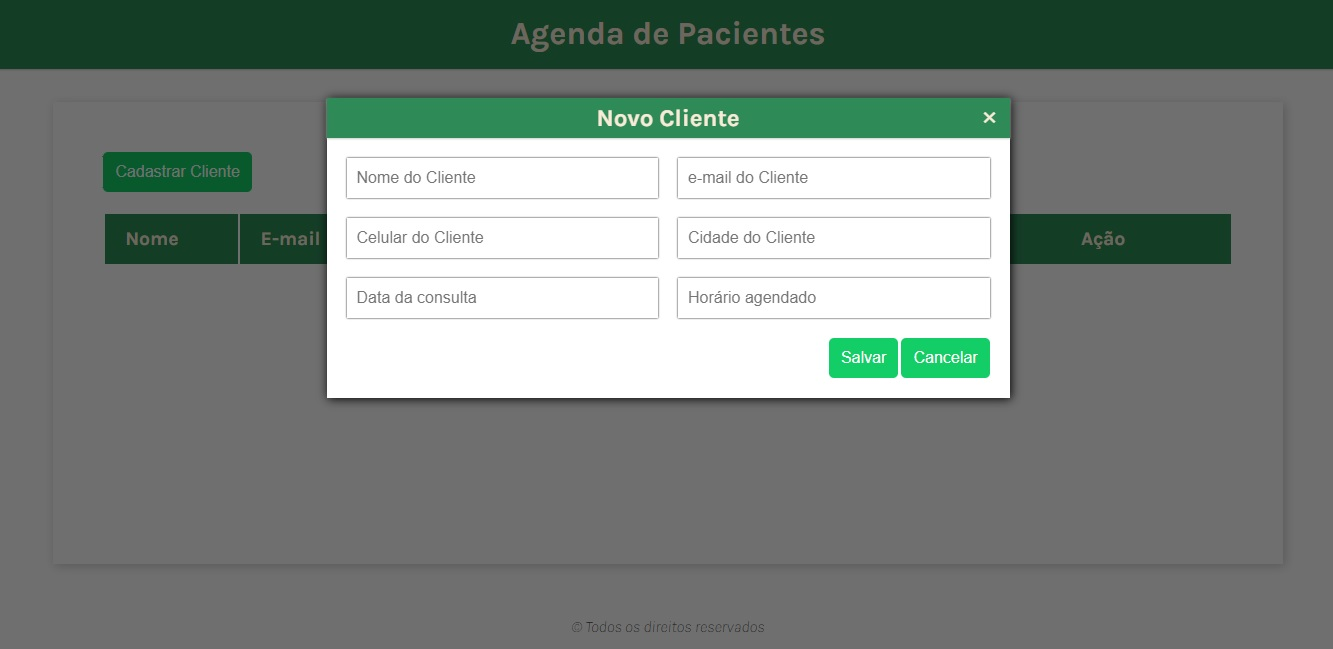 Agenda de Pacientes
Novo Cliente ×
Cadastrar Cliente
Nome do Cliente e-mail do Cliente
Celular do Cliente Cidade do Cliente
Nome E-mail Ação
Data da consulta Horário agendado
Salvar Cancelar
© Todos os direitos reservados